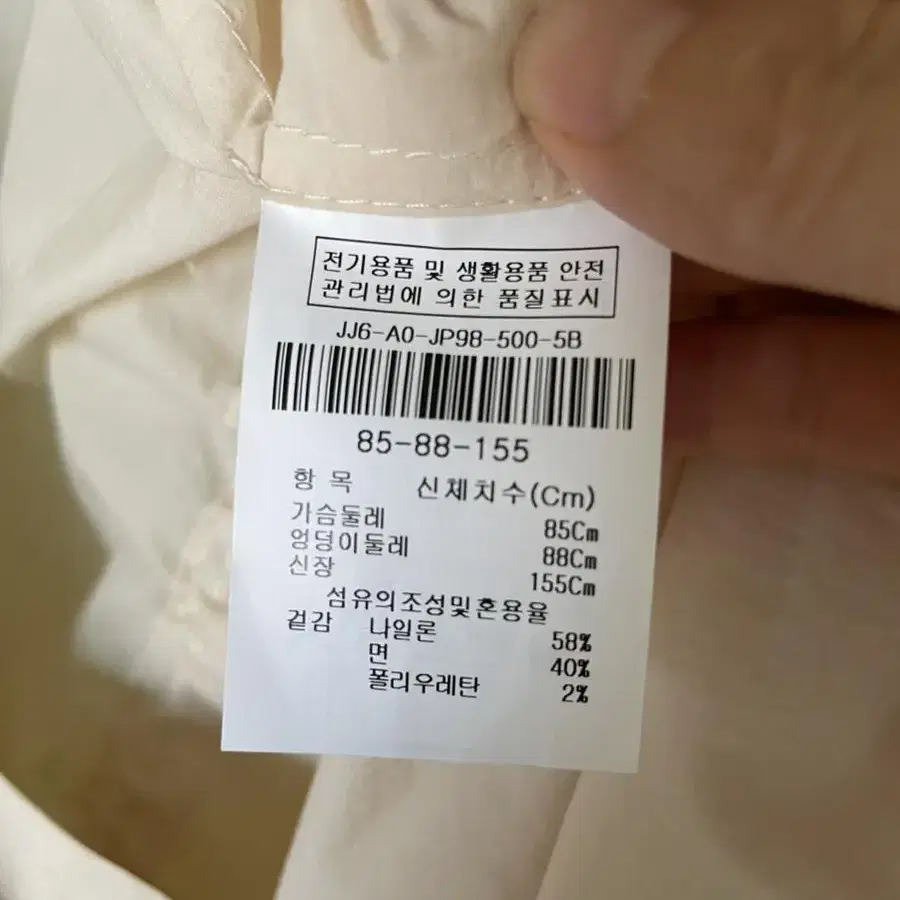 전기용품 및 생활용품 안전
관리법에 의한 품질표시
JJ6-A0-JP98-500-5B
85-88-155
항 목 신체치수(Cm)
가슴둘레 85Cm
엉덩이둘레 88Cm
신장 155Cm
섬유의조성및혼용율
겉감 나일론 58%
면 40%
폴리우레탄 2%